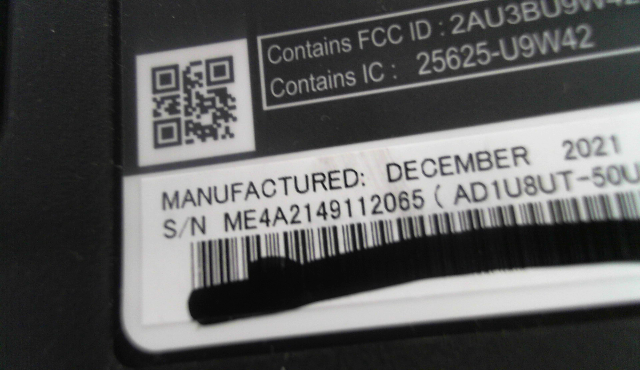 Contains FCC ID : 2AU3BU9W42
Contains IC : 25625-U9W42
MANUFACTURED: DECEMBER 2021
S/N ME4A2149112065 ( AD1U8UT-50U